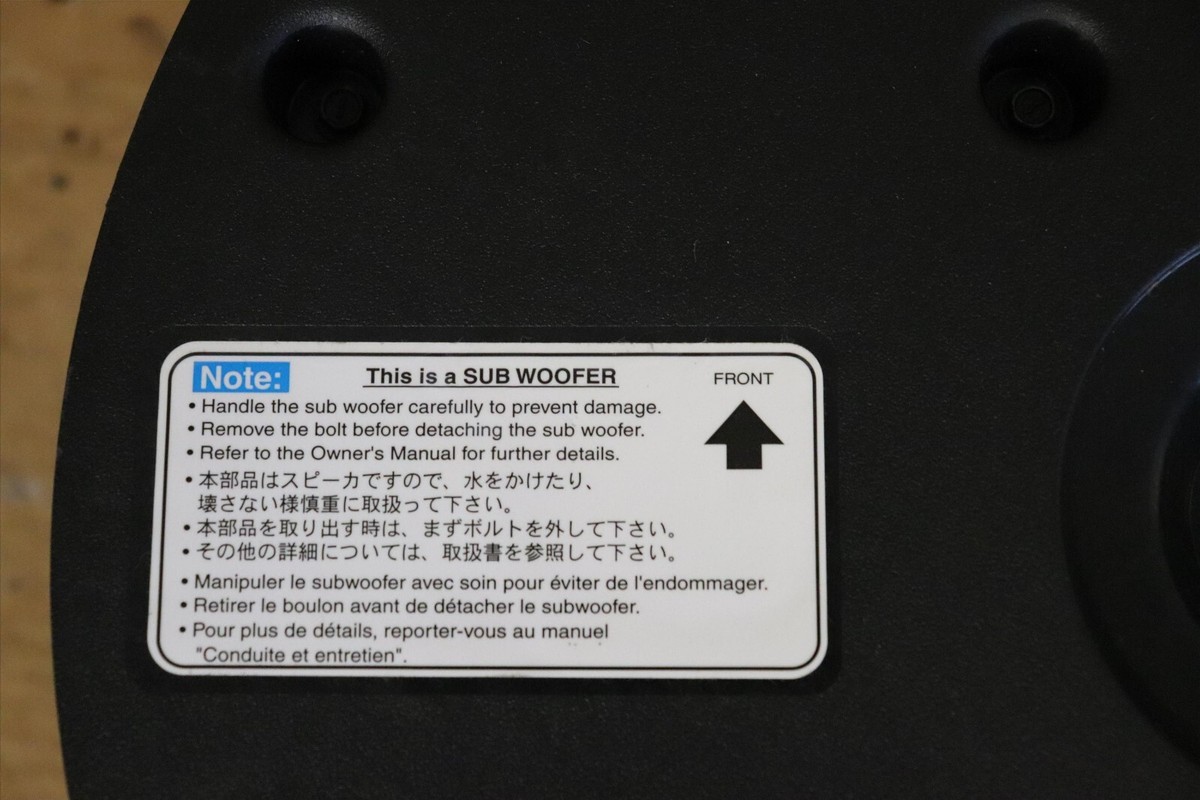 Note:
This is a SUB WOOFER
FRONT
• Handle the sub woofer carefully to prevent damage.
• Remove the bolt before detaching the sub woofer.
• Refer to the Owner's Manual for further details.
• 本部品はスピーカですので、水をかけたり、
壊さない様慎重に取扱って下さい。
• 本部品を取り出す時は、まずボルトを外して下さい。
• その他の詳細については、取扱書を参照して下さい。
• Manipuler le subwoofer avec soin pour éviter de l'endommager.
• Retirer le boulon avant de détacher le subwoofer.
• Pour plus de détails, reporter-vous au manuel
"Conduite et entretien".